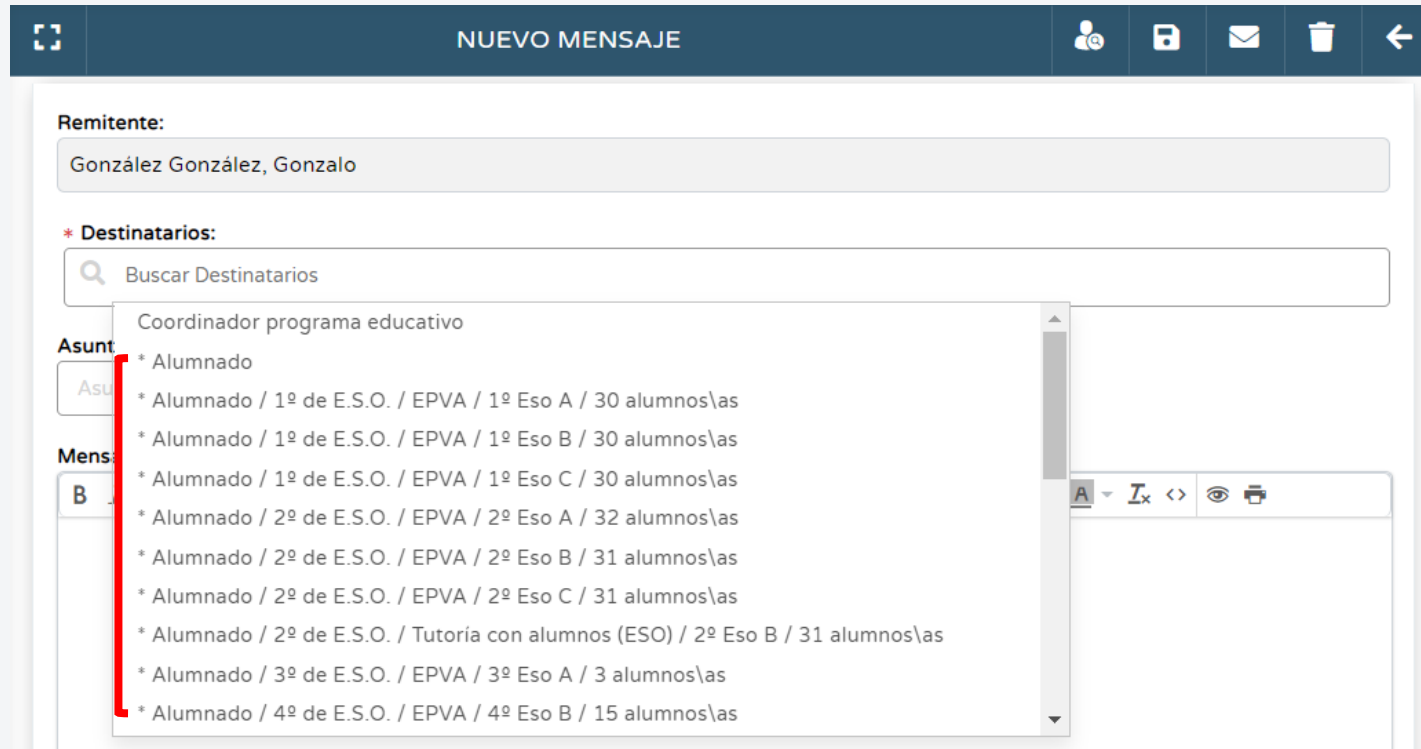 NUEVO MENSAJE
Remitente:
González González, Gonzalo
* Destinatarios:
Buscar Destinatarios
Coordinador programa educativo
Asunt
* Alumnado
Asu
* Alumnado / 1º de E.S.O. / EPVA / 1º Eso A / 30 alumnos\as
* Alumnado / 1º de E.S.O. / EPVA / 1º Eso B / 30 alumnos\as
Mensa
* Alumnado / 1º de E.S.O. / EPVA / 1º Eso C / 30 alumnos\as
B A Tx <>
* Alumnado / 2º de E.S.O. / EPVA / 2º Eso A / 32 alumnos\as
* Alumnado / 2º de E.S.O. / EPVA / 2º Eso B / 31 alumnos\as
* Alumnado / 2º de E.S.O. / EPVA / 2º Eso C / 31 alumnos\as
* Alumnado / 2º de E.S.O. / Tutoría con alumnos (ESO) / 2º Eso B / 31 alumnos\as
* Alumnado / 3º de E.S.O. / EPVA / 3º Eso A / 3 alumnos\as
* Alumnado / 4º de E.S.O. / EPVA / 4º Eso B / 15 alumnos\as